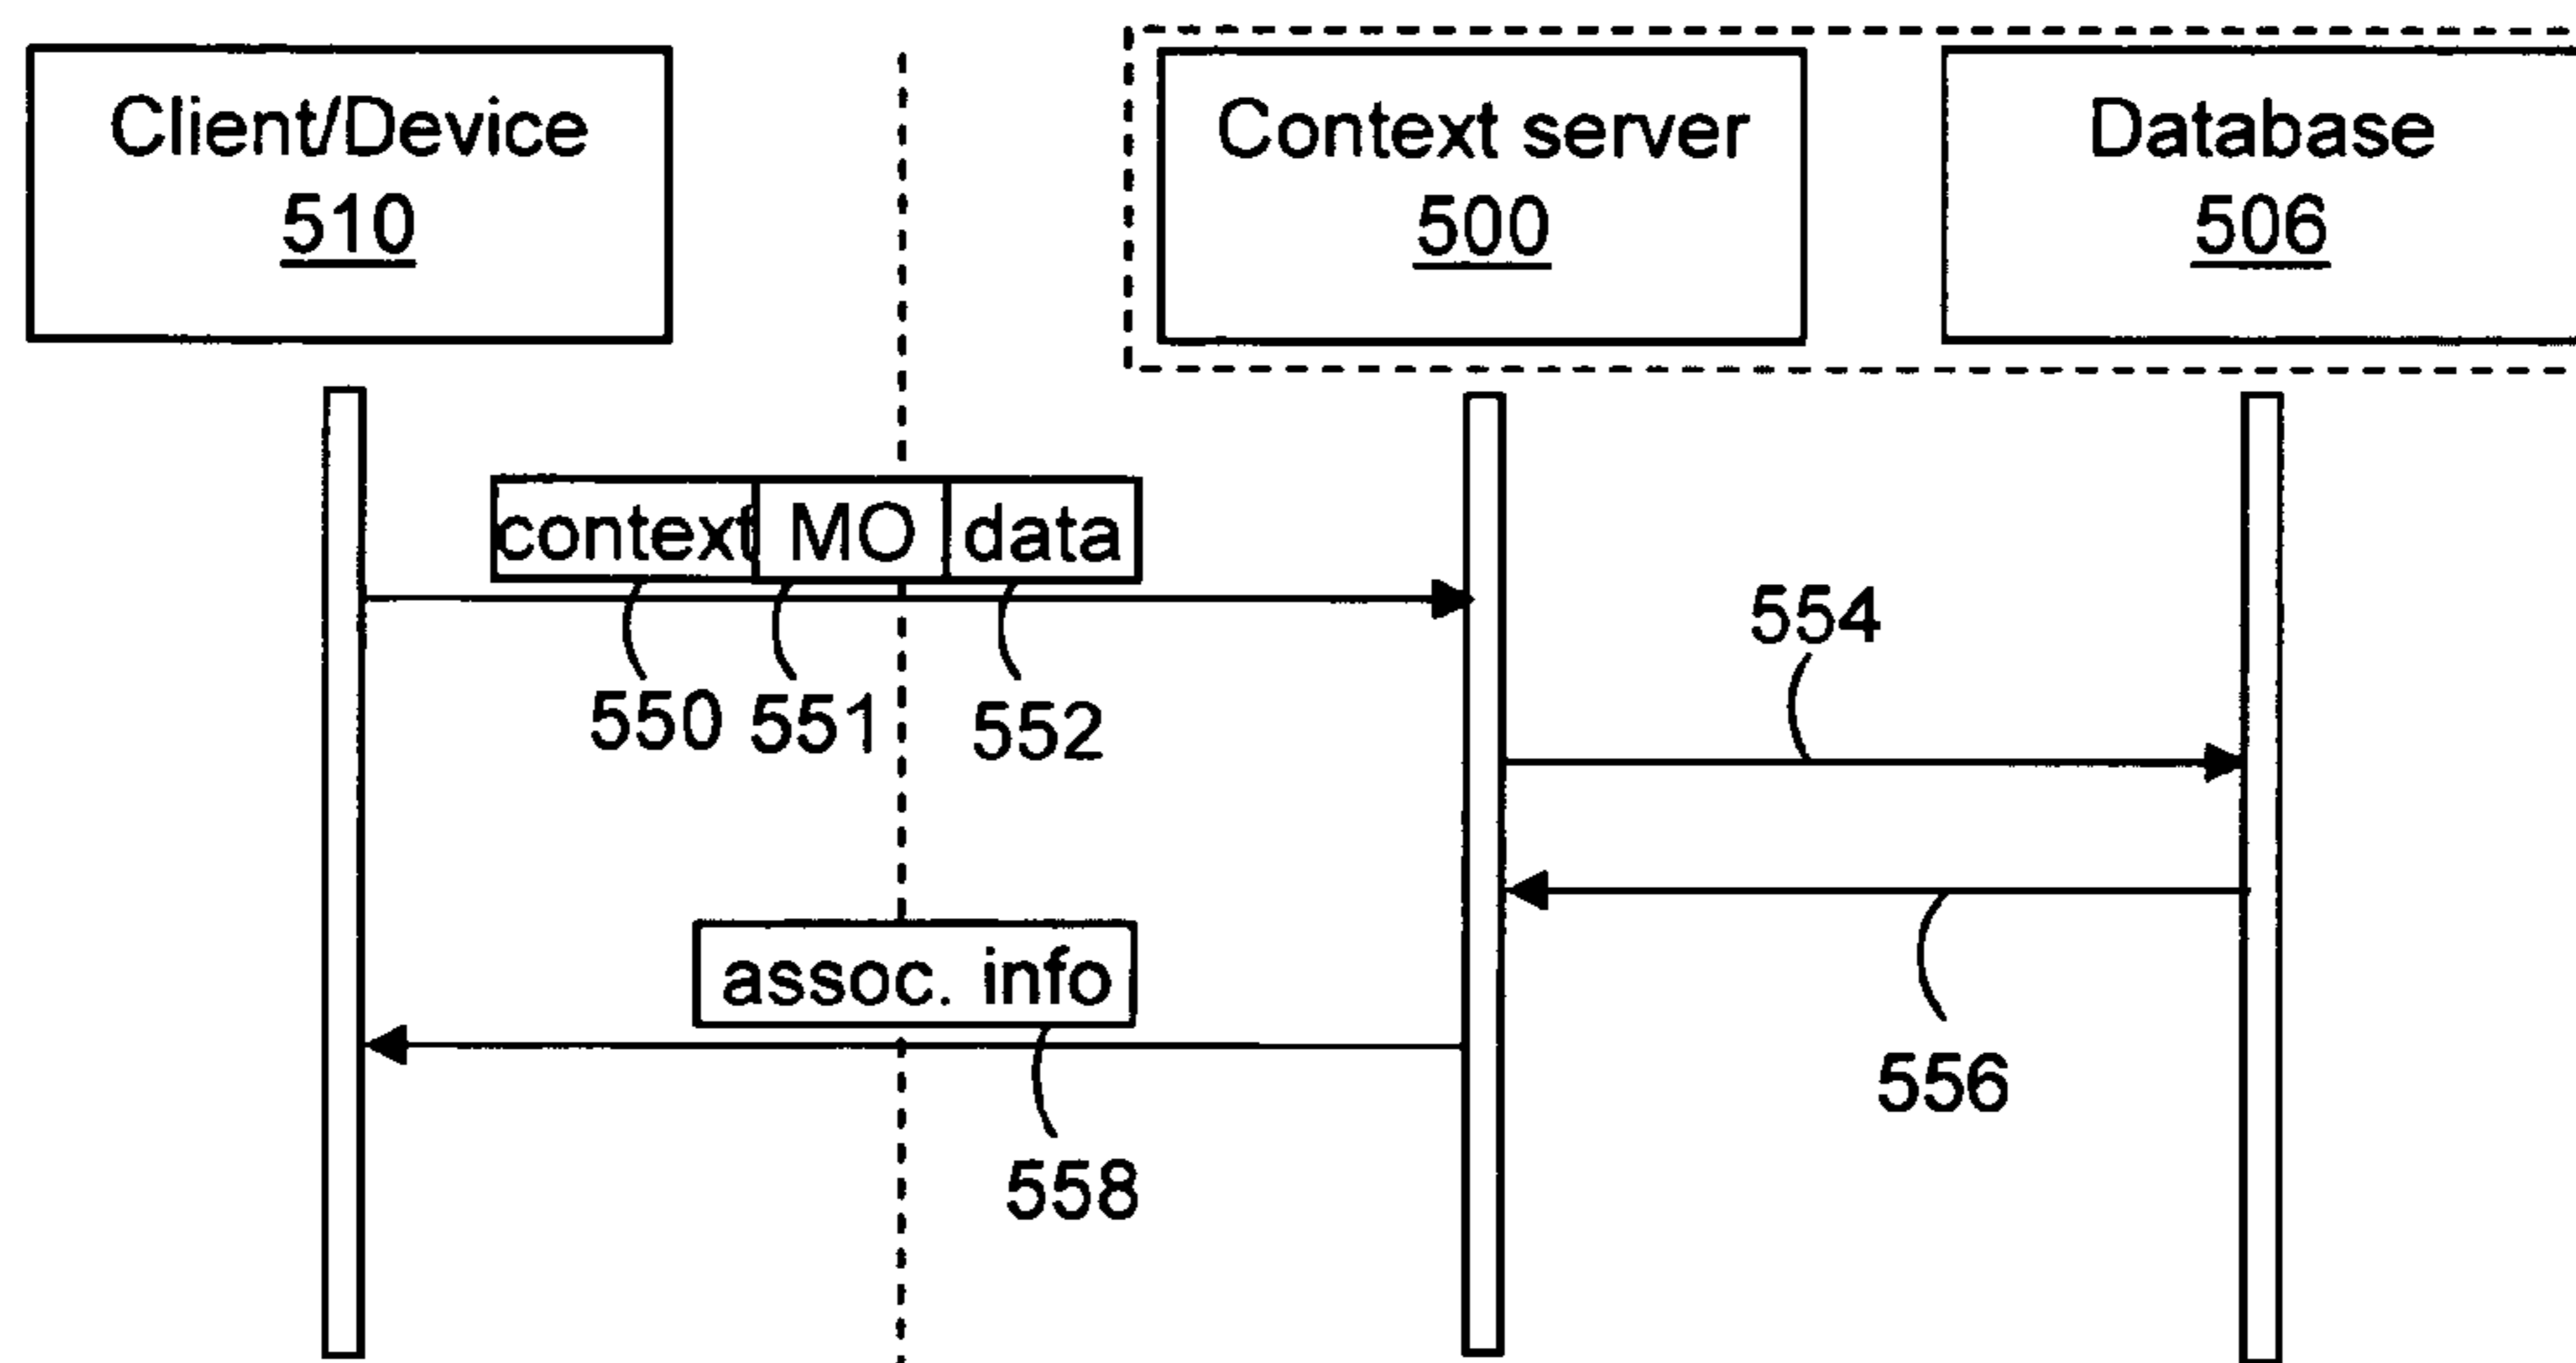 Client/Device
510
Context server
500
Database
506
context MO data
550 551 552
554
556
assoc. info
558